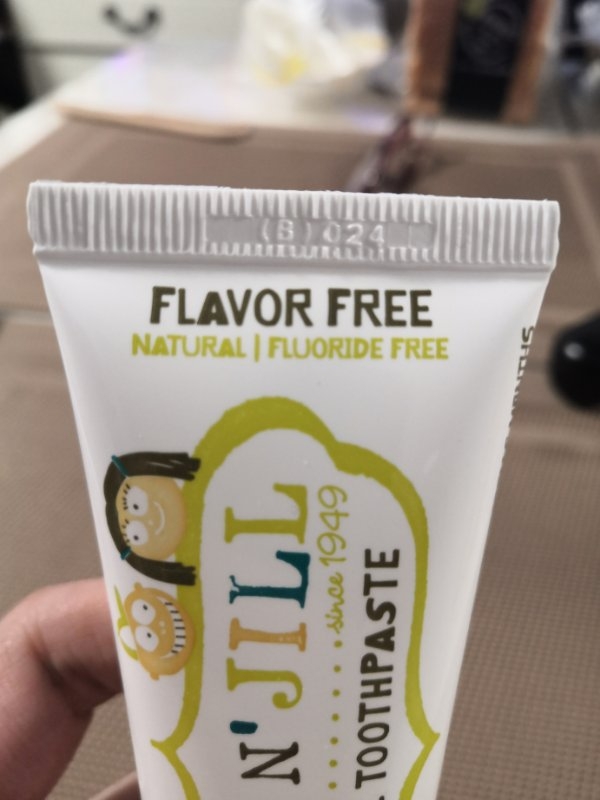 (B) 024
FLAVOR FREE
NATURAL | FLUORIDE FREE
N'JILL
since 1949
TOOTHPASTE